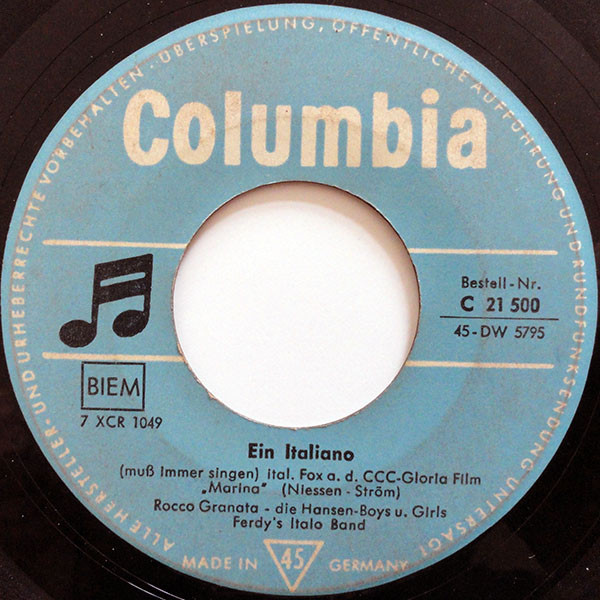 ALLE HERSTELLER- UND URHEBERRECHTE VORBEHALTEN · ÜBERSPIELUNG, ÖFFENTLICHE AUFFÜHRUNG UND RUNDFUNKSENDUNG UNTERSAGT
Columbia
Bestell-Nr.
C 21 500
45-DW 5795
BIEM
7 XCR 1049
Ein Italiano
(muß immer singen) ital. Fox a. d. CCC-Gloria Film
„Marina“ (Niessen - Ström)
Rocco Granata - die Hansen-Boys u. Girls
Ferdy's Italo Band
MADE IN 45 GERMANY